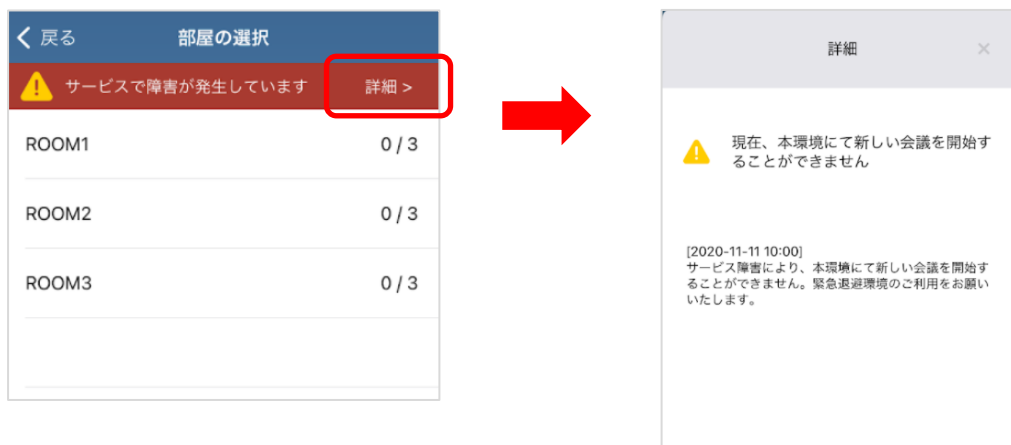 戻る 部屋の選択
サービスで障害が発生しています 詳細 >
ROOM1 0 / 3
ROOM2 0 / 3
ROOM3 0 / 3
詳細 ×
現在、本環境にて新しい会議を開始す
ることができません
[2020-11-11 10:00]
サービス障害により、本環境にて新しい会議を開始す
ることができません。緊急退避環境のご利用をお願い
いたします。